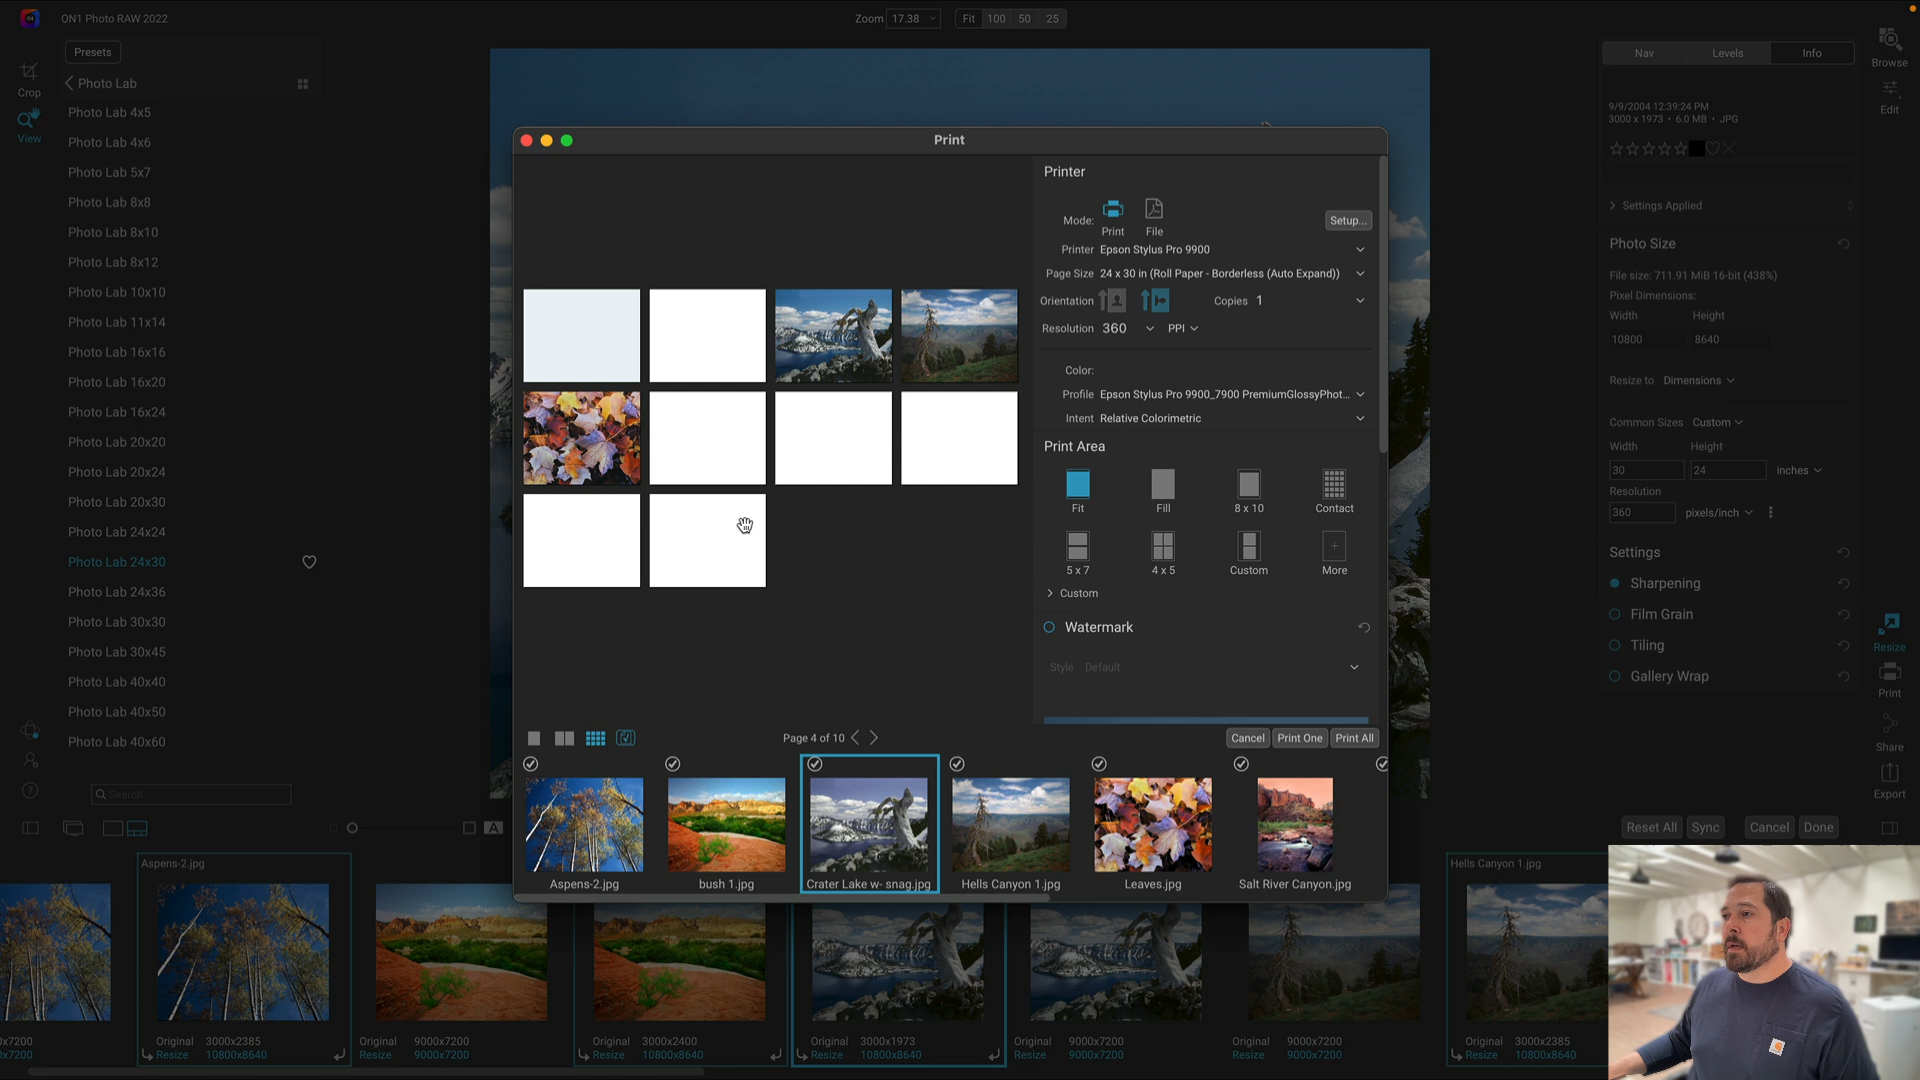 ON1 Photo RAW 2022
Zoom 17.38 Fit 100 50 25
Presets
Photo Lab
Crop
View
Photo Lab 4x5
Photo Lab 4x6
Photo Lab 5x7
Photo Lab 8x8
Photo Lab 8x10
Photo Lab 8x12
Photo Lab 10x10
Photo Lab 11x14
Photo Lab 16x16
Photo Lab 16x20
Photo Lab 16x24
Photo Lab 20x20
Photo Lab 20x24
Photo Lab 20x30
Photo Lab 24x24
Photo Lab 24x30
Photo Lab 24x36
Photo Lab 30x30
Photo Lab 30x45
Photo Lab 40x40
Photo Lab 40x50
Photo Lab 40x60
Search
A
Print
Printer
Mode: Print File Setup...
Printer Epson Stylus Pro 9900
Page Size 24 x 30 in (Roll Paper - Borderless (Auto Expand))
Orientation Copies 1
Resolution 360 PPI
Color:
Profile Epson Stylus Pro 9900_7900 PremiumGlossyPhot...
Intent Relative Colorimetric
Print Area
Fit Fill 8 x 10 Contact
5 x 7 4 x 5 Custom More
Custom
Watermark
Style Default
Page 4 of 10
Cancel Print One Print All
Aspens-2.jpg bush 1.jpg Crater Lake w- snag.jpg Hells Canyon 1.jpg Leaves.jpg Salt River Canyon.jpg
Nav Levels Info
9/9/2004 12:39:24 PM
3000 x 1973 • 6.0 MB • JPG
Settings Applied
Photo Size
File size: 711.91 MiB 16-bit (438%)
Pixel Dimensions:
Width Height
10800 8640
Resize to Dimensions
Common Sizes Custom
Width Height
30 24 inches
Resolution
360 pixels/inch
Settings
Sharpening
Film Grain
Tiling
Gallery Wrap
Browse
Edit
Resize
Print
Share
Export
Reset All Sync Cancel Done
Aspens-2.jpg
Hells Canyon 1.jpg
x7200
x7200
Original 3000x2385
Resize 10800x8640
Original 9000x7200
Resize 9000x7200
Original 3000x2400
Resize 10800x8640
Original 3000x1973
Resize 10800x8640
Original 9000x7200
Resize 9000x7200
Original 9000x7200
Resize 9000x7200
Original 3000x2385
Resize 10800x8640